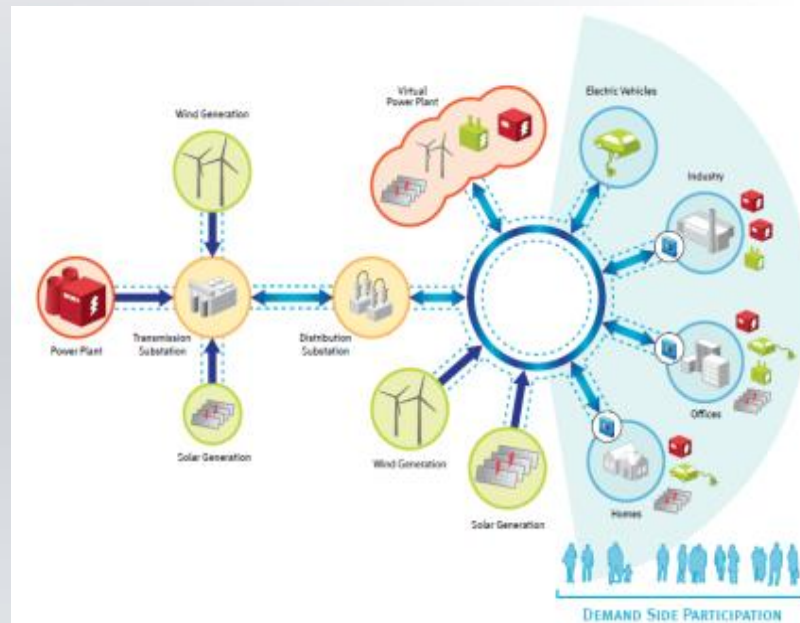 Wind Generation
Virtual
Power Plant
Electric Vehicles
Industry
Power Plant
Transmission
Substation
Distribution
Substation
Solar Generation
Wind Generation
Solar Generation
Offices
Homes
DEMAND SIDE PARTICIPATION